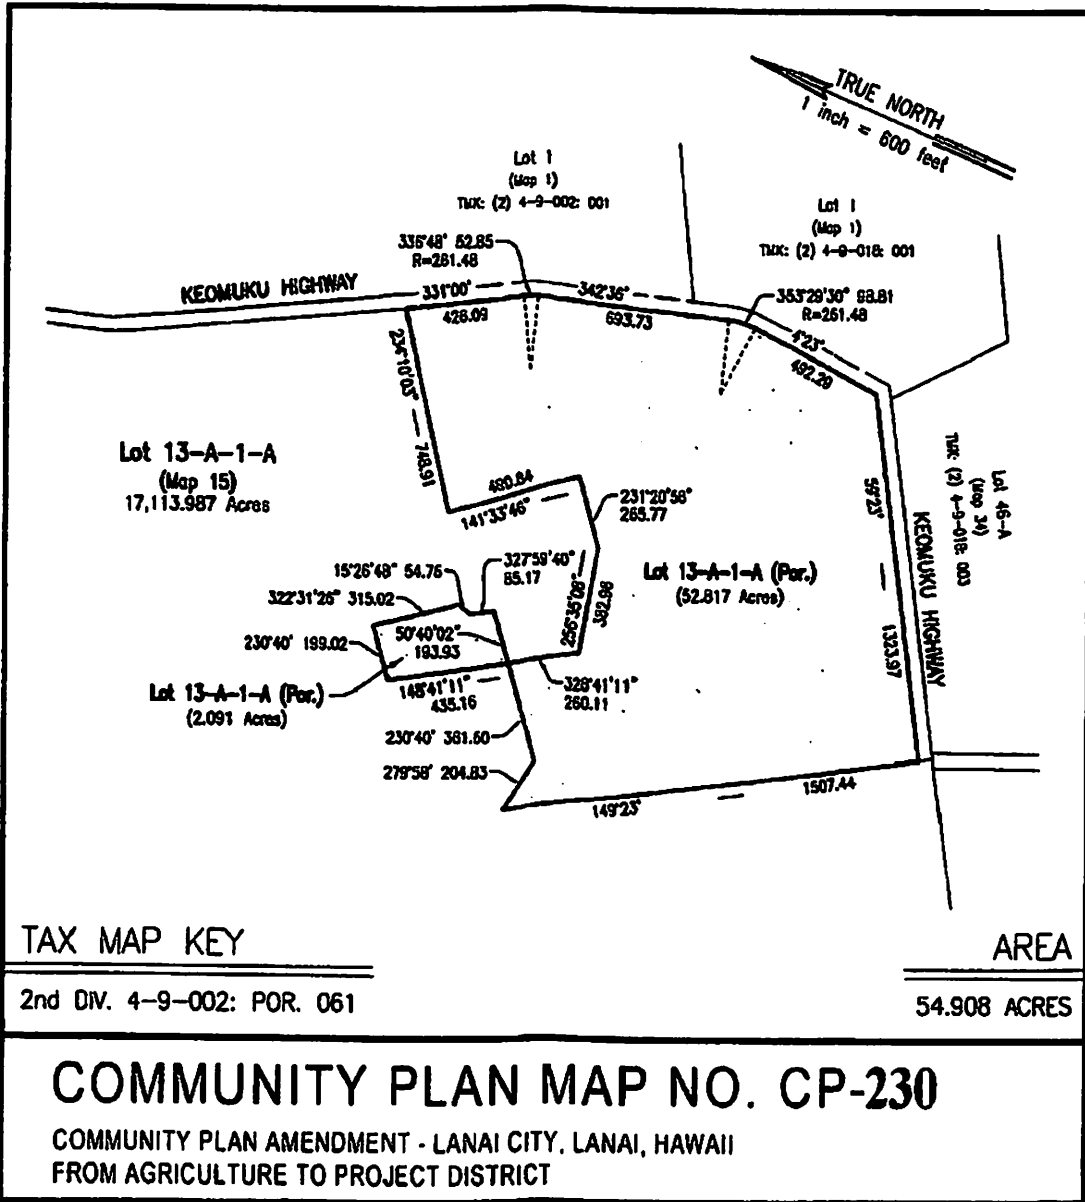 TRUE NORTH
1 inch = 600 feet
Lot 1
(Map 1)
TMK: (2) 4-9-002: 001
Lot 1
(Map 1)
TMK: (2) 4-9-018: 001
336°48' 52.85
R=261.48
KEOMUKU HIGHWAY
331°00'
426.09
342°36'
693.73
353°29'30" 98.81
R=261.48
4°23'
492.29
234°10'03"
748.91
Lot 13-A-1-A
(Map 15)
17,113.987 Acres
480.84
141°33'46"
231°20'58"
265.77
Lot 46-A
(Map 34)
TMK: (2) 4-9-018: 003
59°23'
1323.97
KEOMUKU HIGHWAY
327°59'40"
85.17
15°26'48" 54.76
322°31'26" 315.02
256°35'08"
382.98
Lot 13-A-1-A (Por.)
(52.817 Acres)
230°40' 199.02
50°40'02"
193.93
Lot 13-A-1-A (Por.)
(2.091 Acres)
148°41'11"
435.16
328°41'11"
260.11
230°40' 361.60
279°58' 204.83
149°23'
1507.44
TAX MAP KEY
AREA
2nd DIV. 4-9-002: POR. 061
54.908 ACRES
COMMUNITY PLAN MAP NO. CP-230
COMMUNITY PLAN AMENDMENT - LANAI CITY, LANAI, HAWAII
FROM AGRICULTURE TO PROJECT DISTRICT